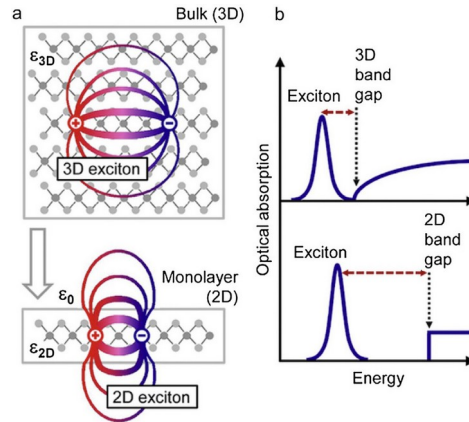 a
Bulk (3D)
ε3D
+
−
3D exciton
Monolayer
(2D)
ε0
ε2D
+
−
2D exciton
b
Optical absorption
Exciton
3D
band
gap
Exciton
2D
band
gap
Energy